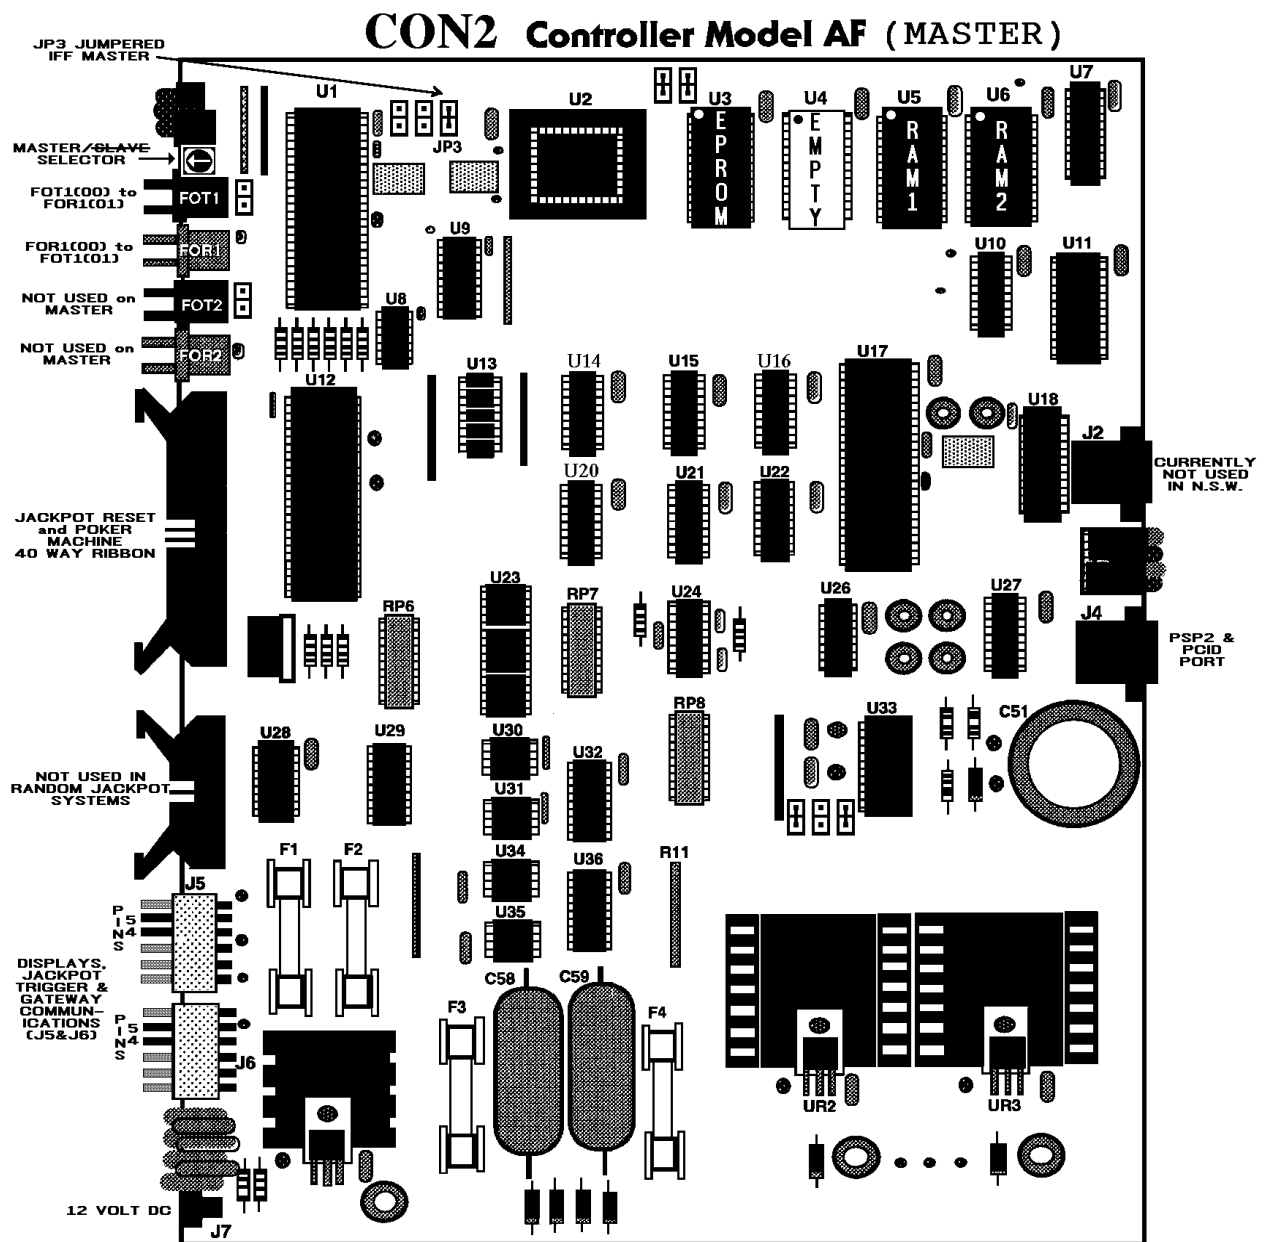 CON2 Controller Model AF (MASTER)
JP3 JUMPERED
IFF MASTER
U1
U2
U3
U4
U5
U6
U7
EPROM
EMPTY
RAM1
RAM2
JP3
MASTER/SLAVE
SELECTOR
FOT1(00) to
FOR1(01)
FOT1
FOR1(00) to
FOT1(01)
FOR1
U9
U10
U11
NOT USED on
MASTER
FOT2
U8
NOT USED on
MASTER
FOR2
U12
U13
U14
U15
U16
U17
U18
J2
CURRENTLY
NOT USED
IN N.S.W.
U20
U21
U22
JACKPOT RESET
and POKER
MACHINE
40 WAY RIBBON
U23
RP6
RP7
U24
U26
U27
J4
PSP2 &
PCID
PORT
RP8
U33
C51
U28
U29
U30
U32
NOT USED IN
RANDOM JACKPOT
SYSTEMS
U31
F1
F2
U34
U36
R11
J5
PINS
5
4
U35
DISPLAYS,
JACKPOT
TRIGGER &
GATEWAY
COMMUN-
ICATIONS
(J5&J6)
C58
C59
F3
F4
PINS
5
4
J6
UR2
UR3
12 VOLT DC
J7